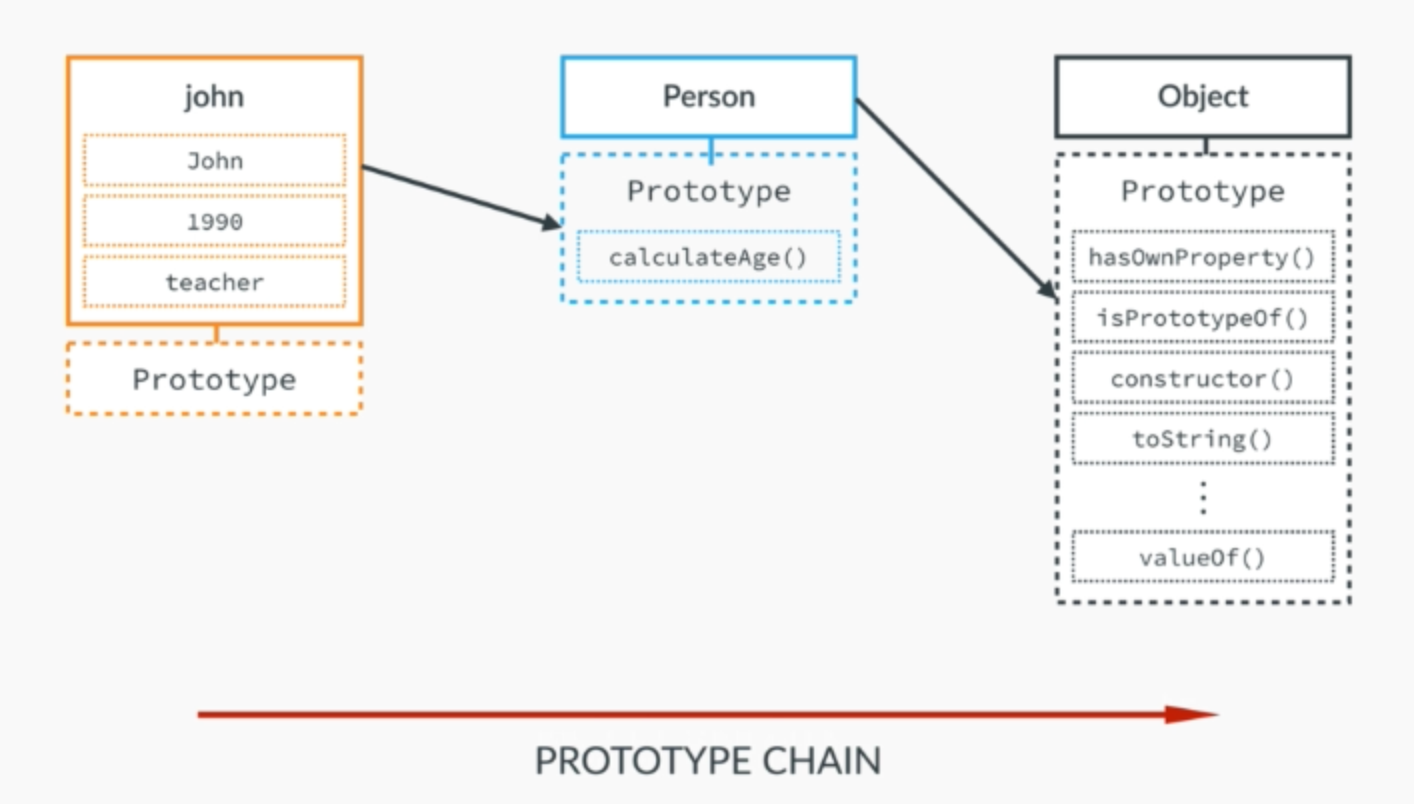 john
John
1990
teacher
Prototype
Person
Prototype
calculateAge()
Object
Prototype
hasOwnProperty()
isPrototypeOf()
constructor()
toString()
⋮
valueOf()
PROTOTYPE CHAIN